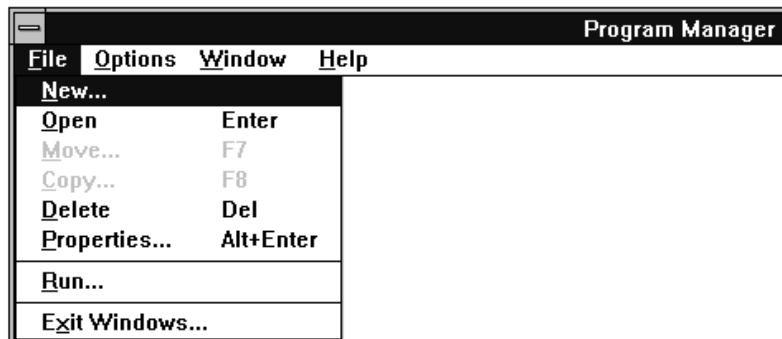 Program Manager
File Options Window Help
New...
Open Enter
Move... F7
Copy... F8
Delete Del
Properties... Alt+Enter
Run...
Exit Windows...